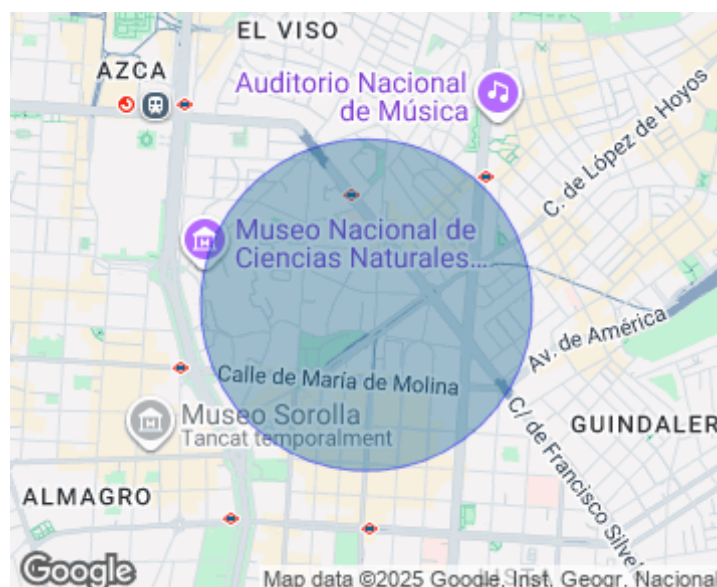 EL VISO
AZCA
Auditorio Nacional
de Música
C. de López de Hoyos
Museo Nacional de
Ciencias Naturales....
Av. de América
Calle de María de Molina
Museo Sorolla
Tancat temporalment
C/ de Francisco Silve
GUINDALER
ALMAGRO
Google
Map data ©2025 Google, Inst. Geogr. Nacional